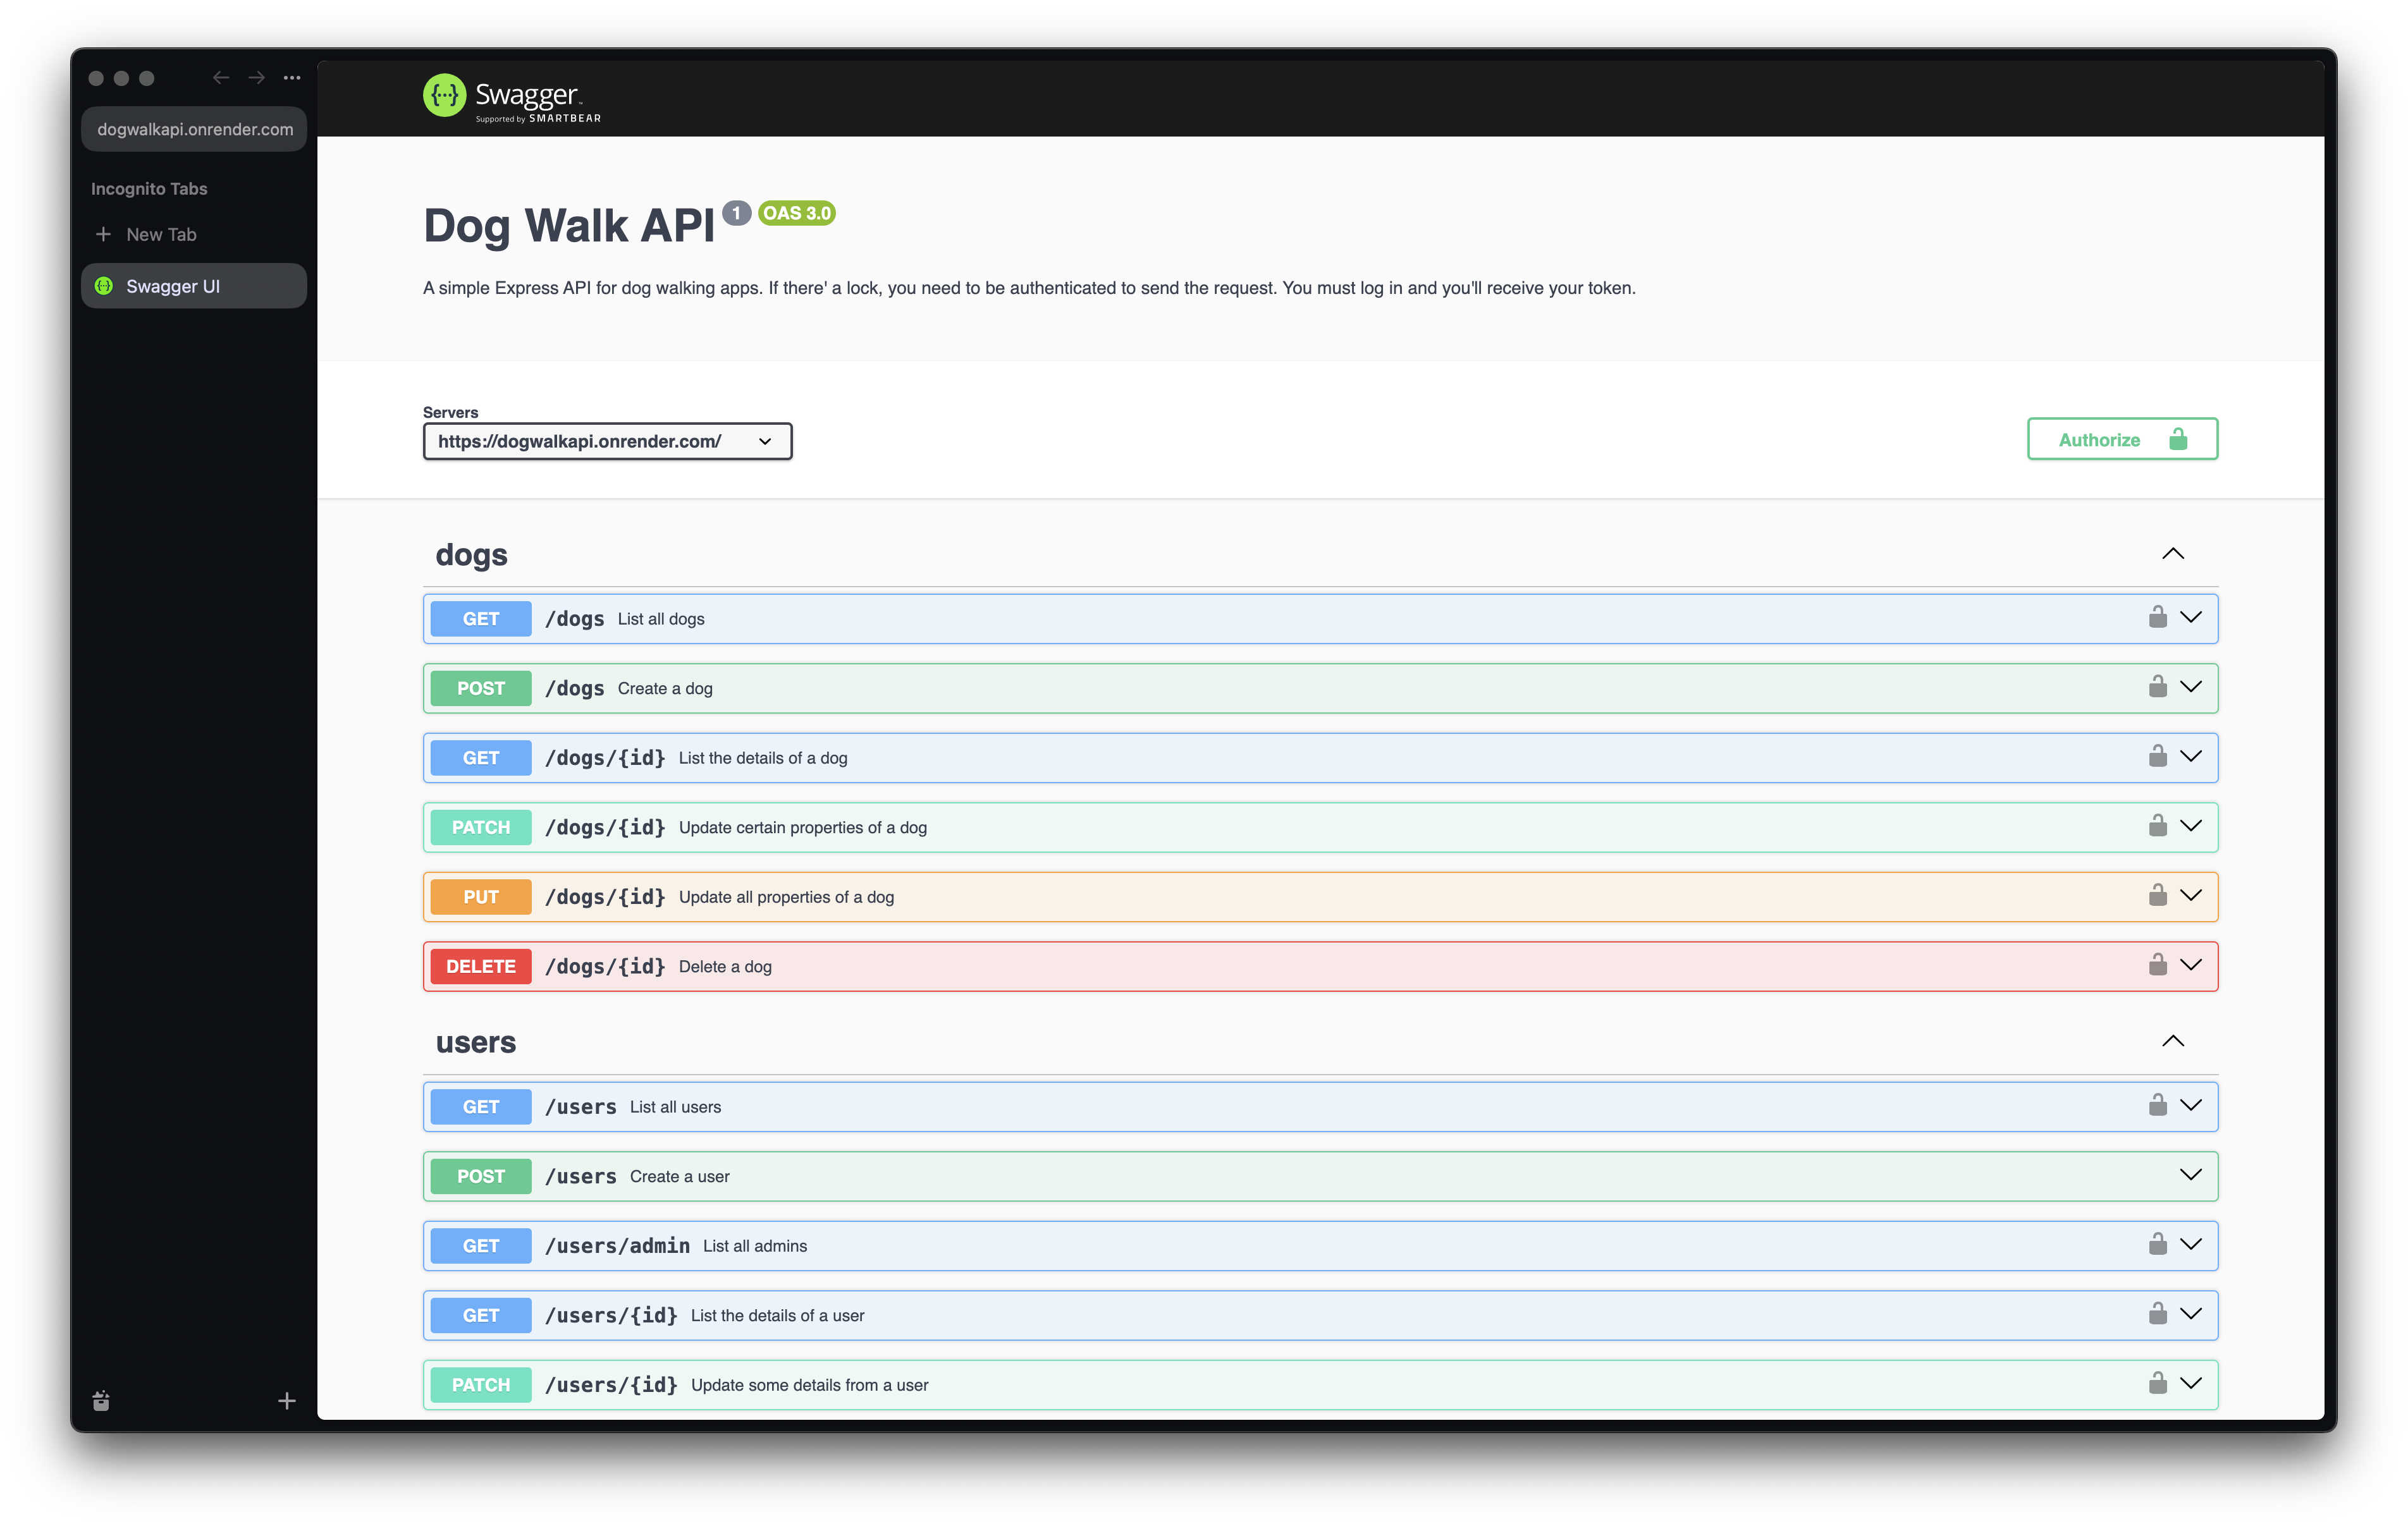 dogwalkapi.onrender.com
Incognito Tabs
New Tab
Swagger UI
Swagger™
Supported by SMARTBEAR
Dog Walk API 1 OAS 3.0
A simple Express API for dog walking apps. If there' a lock, you need to be authenticated to send the request. You must log in and you'll receive your token.
Servers
https://dogwalkapi.onrender.com/
Authorize
dogs
GET /dogs List all dogs
POST /dogs Create a dog
GET /dogs/{id} List the details of a dog
PATCH /dogs/{id} Update certain properties of a dog
PUT /dogs/{id} Update all properties of a dog
DELETE /dogs/{id} Delete a dog
users
GET /users List all users
POST /users Create a user
GET /users/admin List all admins
GET /users/{id} List the details of a user
PATCH /users/{id} Update some details from a user